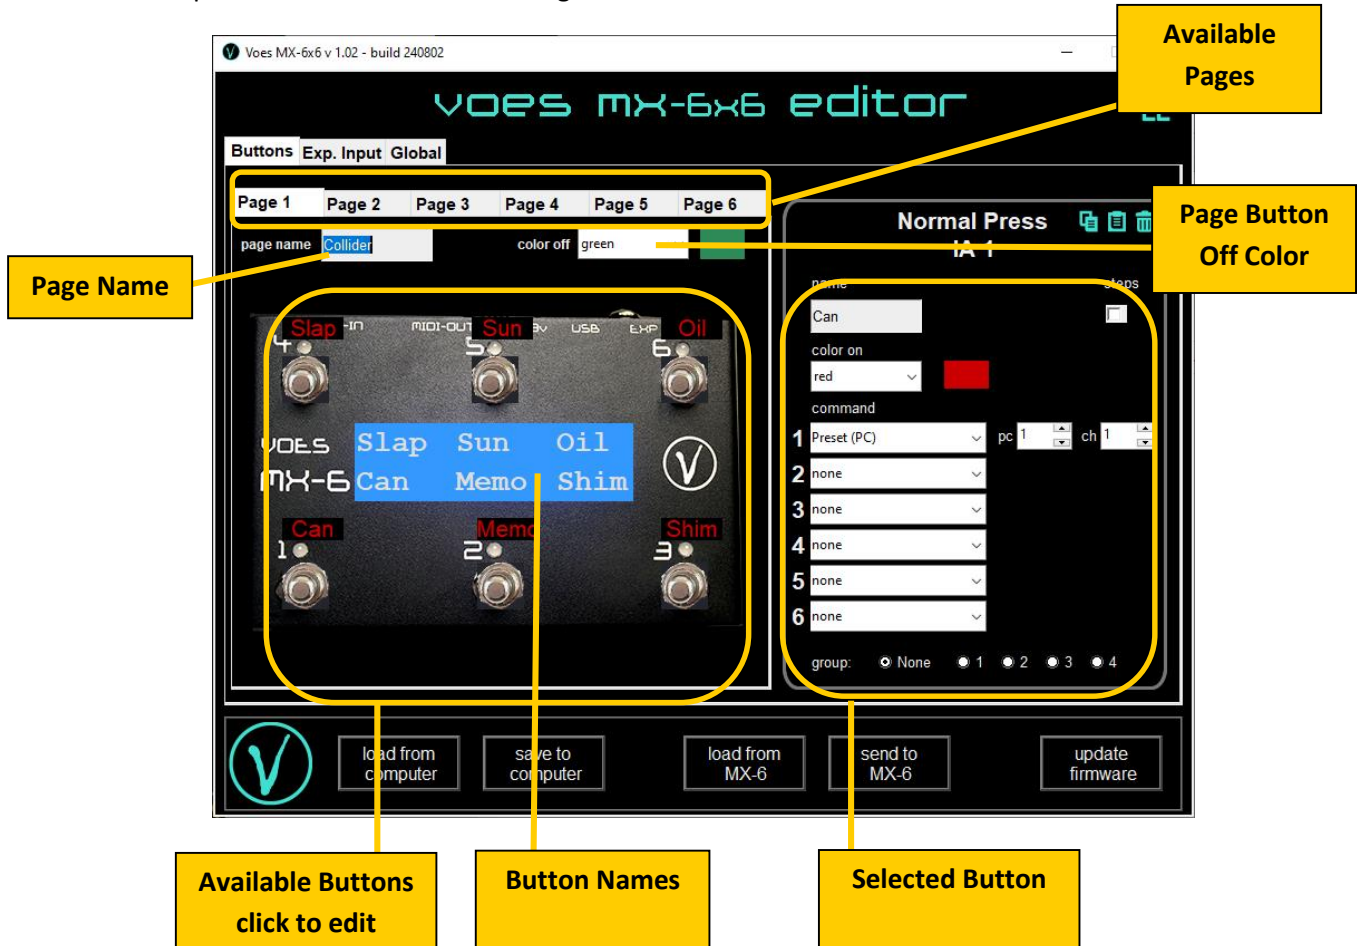 Available
Pages
Voes MX-6x6 v 1.02 - build 240802
voes mx-6x6 editor
Buttons Exp. Input Global
Page 1 Page 2 Page 3 Page 4 Page 5 Page 6
page name Collider color off green
Page Button
Off Color
Page Name
Normal Press
IA 1
name steps
Can
color on
red
command
1 Preset (PC) pc 1 ch 1
2 none
3 none
4 none
5 none
6 none
group: None 1 2 3 4
Slap -IN MIDI-OUT Sun 9v USB EXP Oil
4 5 6
VOES
MX-6
Slap Sun Oil
Can Memo Shim
V
Can Memo Shim
1 2 3
V
load from
computer
save to
computer
load from
MX-6
send to
MX-6
update
firmware
Available Buttons
click to edit
Button Names
Selected Button